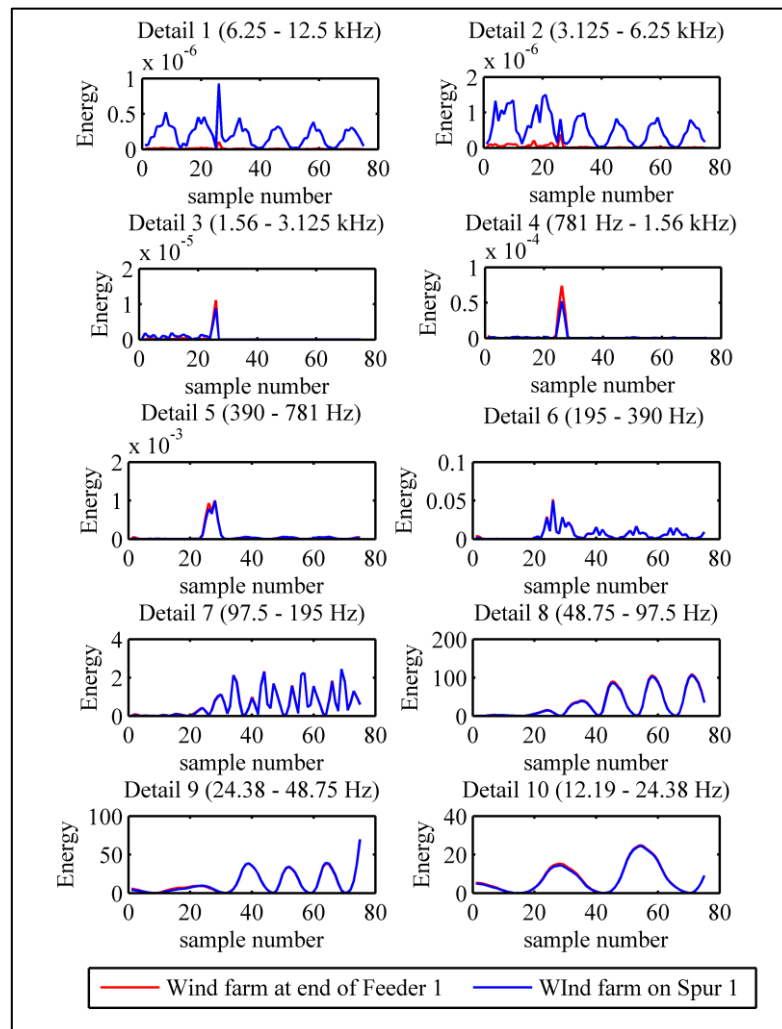 Detail 1 (6.25 - 12.5 kHz)
x 10^-6
Energy
1
0.5
0
0 20 40 60 80
sample number
Detail 2 (3.125 - 6.25 kHz)
x 10^-6
Energy
2
1
0
0 20 40 60 80
sample number
Detail 3 (1.56 - 3.125 kHz)
x 10^-5
Energy
2
1
0
0 20 40 60 80
sample number
Detail 4 (781 Hz - 1.56 kHz)
x 10^-4
Energy
1
0.5
0
0 20 40 60 80
sample number
Detail 5 (390 - 781 Hz)
x 10^-3
Energy
2
1
0
0 20 40 60 80
sample number
Detail 6 (195 - 390 Hz)
Energy
0.1
0.05
0
0 20 40 60 80
sample number
Detail 7 (97.5 - 195 Hz)
Energy
4
2
0
0 20 40 60 80
sample number
Detail 8 (48.75 - 97.5 Hz)
Energy
200
100
0
0 20 40 60 80
sample number
Detail 9 (24.38 - 48.75 Hz)
Energy
100
50
0
0 20 40 60 80
sample number
Detail 10 (12.19 - 24.38 Hz)
Energy
40
20
0
0 20 40 60 80
sample number
Wind farm at end of Feeder 1
WInd farm on Spur 1